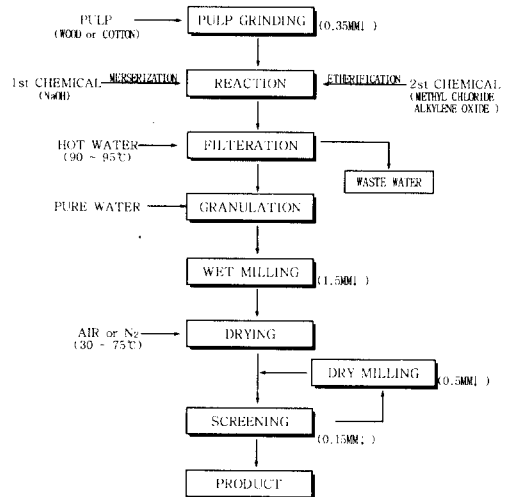 PULP
(WOOD or COTTON)
PULP GRINDING
(0.35MM↓)
1st CHEMICAL
(NaOH)
MERSERIZATION
REACTION
ETHERIFICATION
2st CHEMICAL
(METHYL CHLORIDE
ALKYLENE OXIDE )
HOT WATER
(90 ~ 95℃)
FILTERATION
WASTE WATER
PURE WATER
GRANULATION
WET MILLING
(1.5MM↓ )
AIR or N₂
(30 ~ 75℃)
DRYING
DRY MILLING
(0.5MM↓ )
SCREENING
(0.15MM↓)
PRODUCT